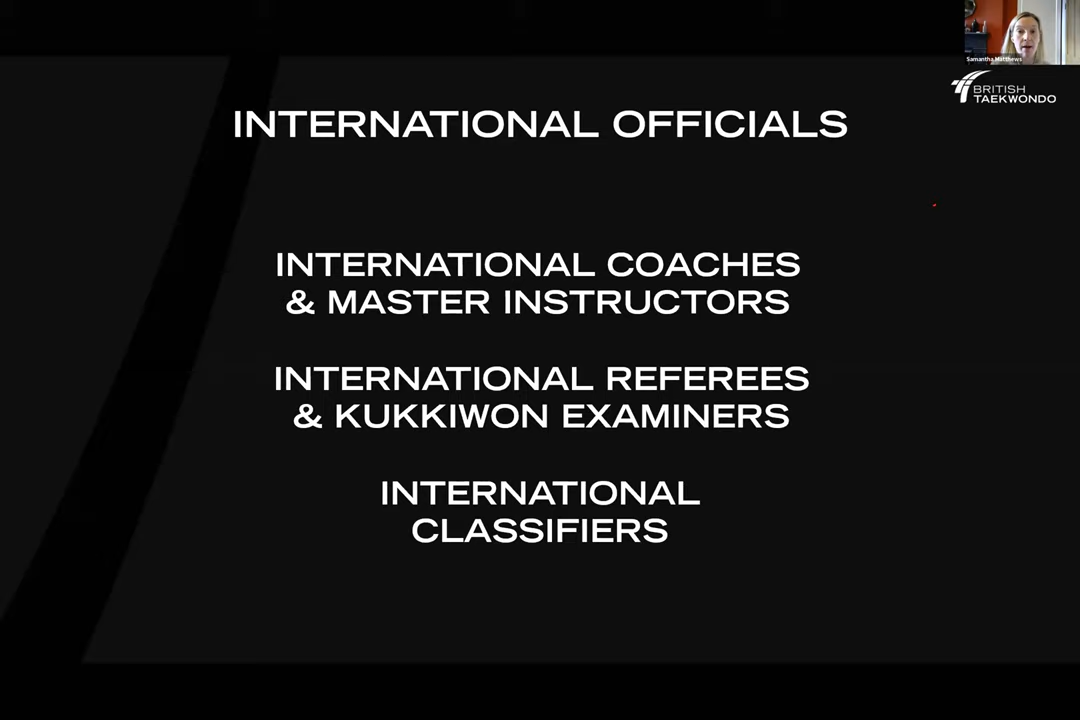 Samantha Matthews
BRITISH
TAEKWONDO
INTERNATIONAL OFFICIALS
INTERNATIONAL COACHES
& MASTER INSTRUCTORS
INTERNATIONAL REFEREES
& KUKKIWON EXAMINERS
INTERNATIONAL
CLASSIFIERS